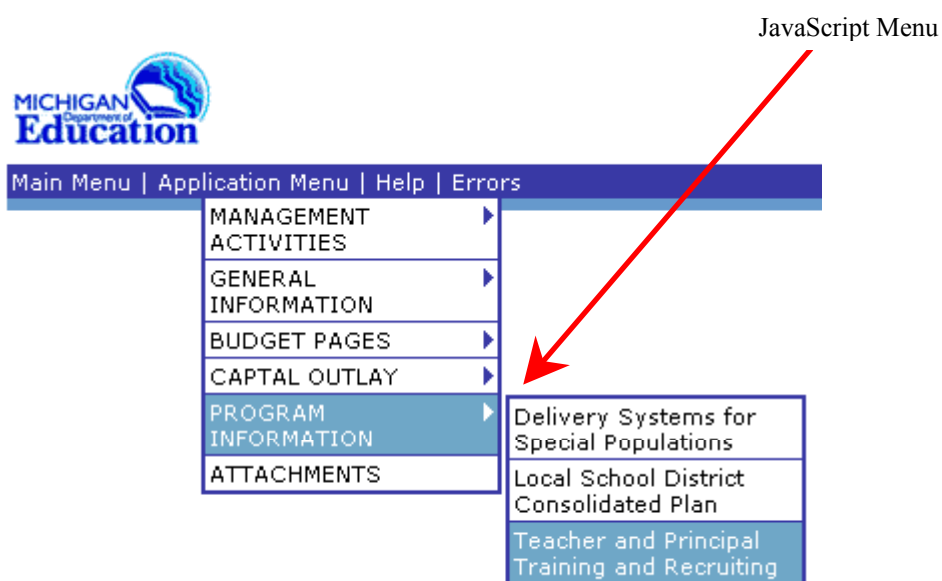 JavaScript Menu
MICHIGAN
Department of
Education
Main Menu | Application Menu | Help | Errors
MANAGEMENT
ACTIVITIES
GENERAL
INFORMATION
BUDGET PAGES
CAPTAL OUTLAY
PROGRAM
INFORMATION
ATTACHMENTS
Delivery Systems for
Special Populations
Local School District
Consolidated Plan
Teacher and Principal
Training and Recruiting